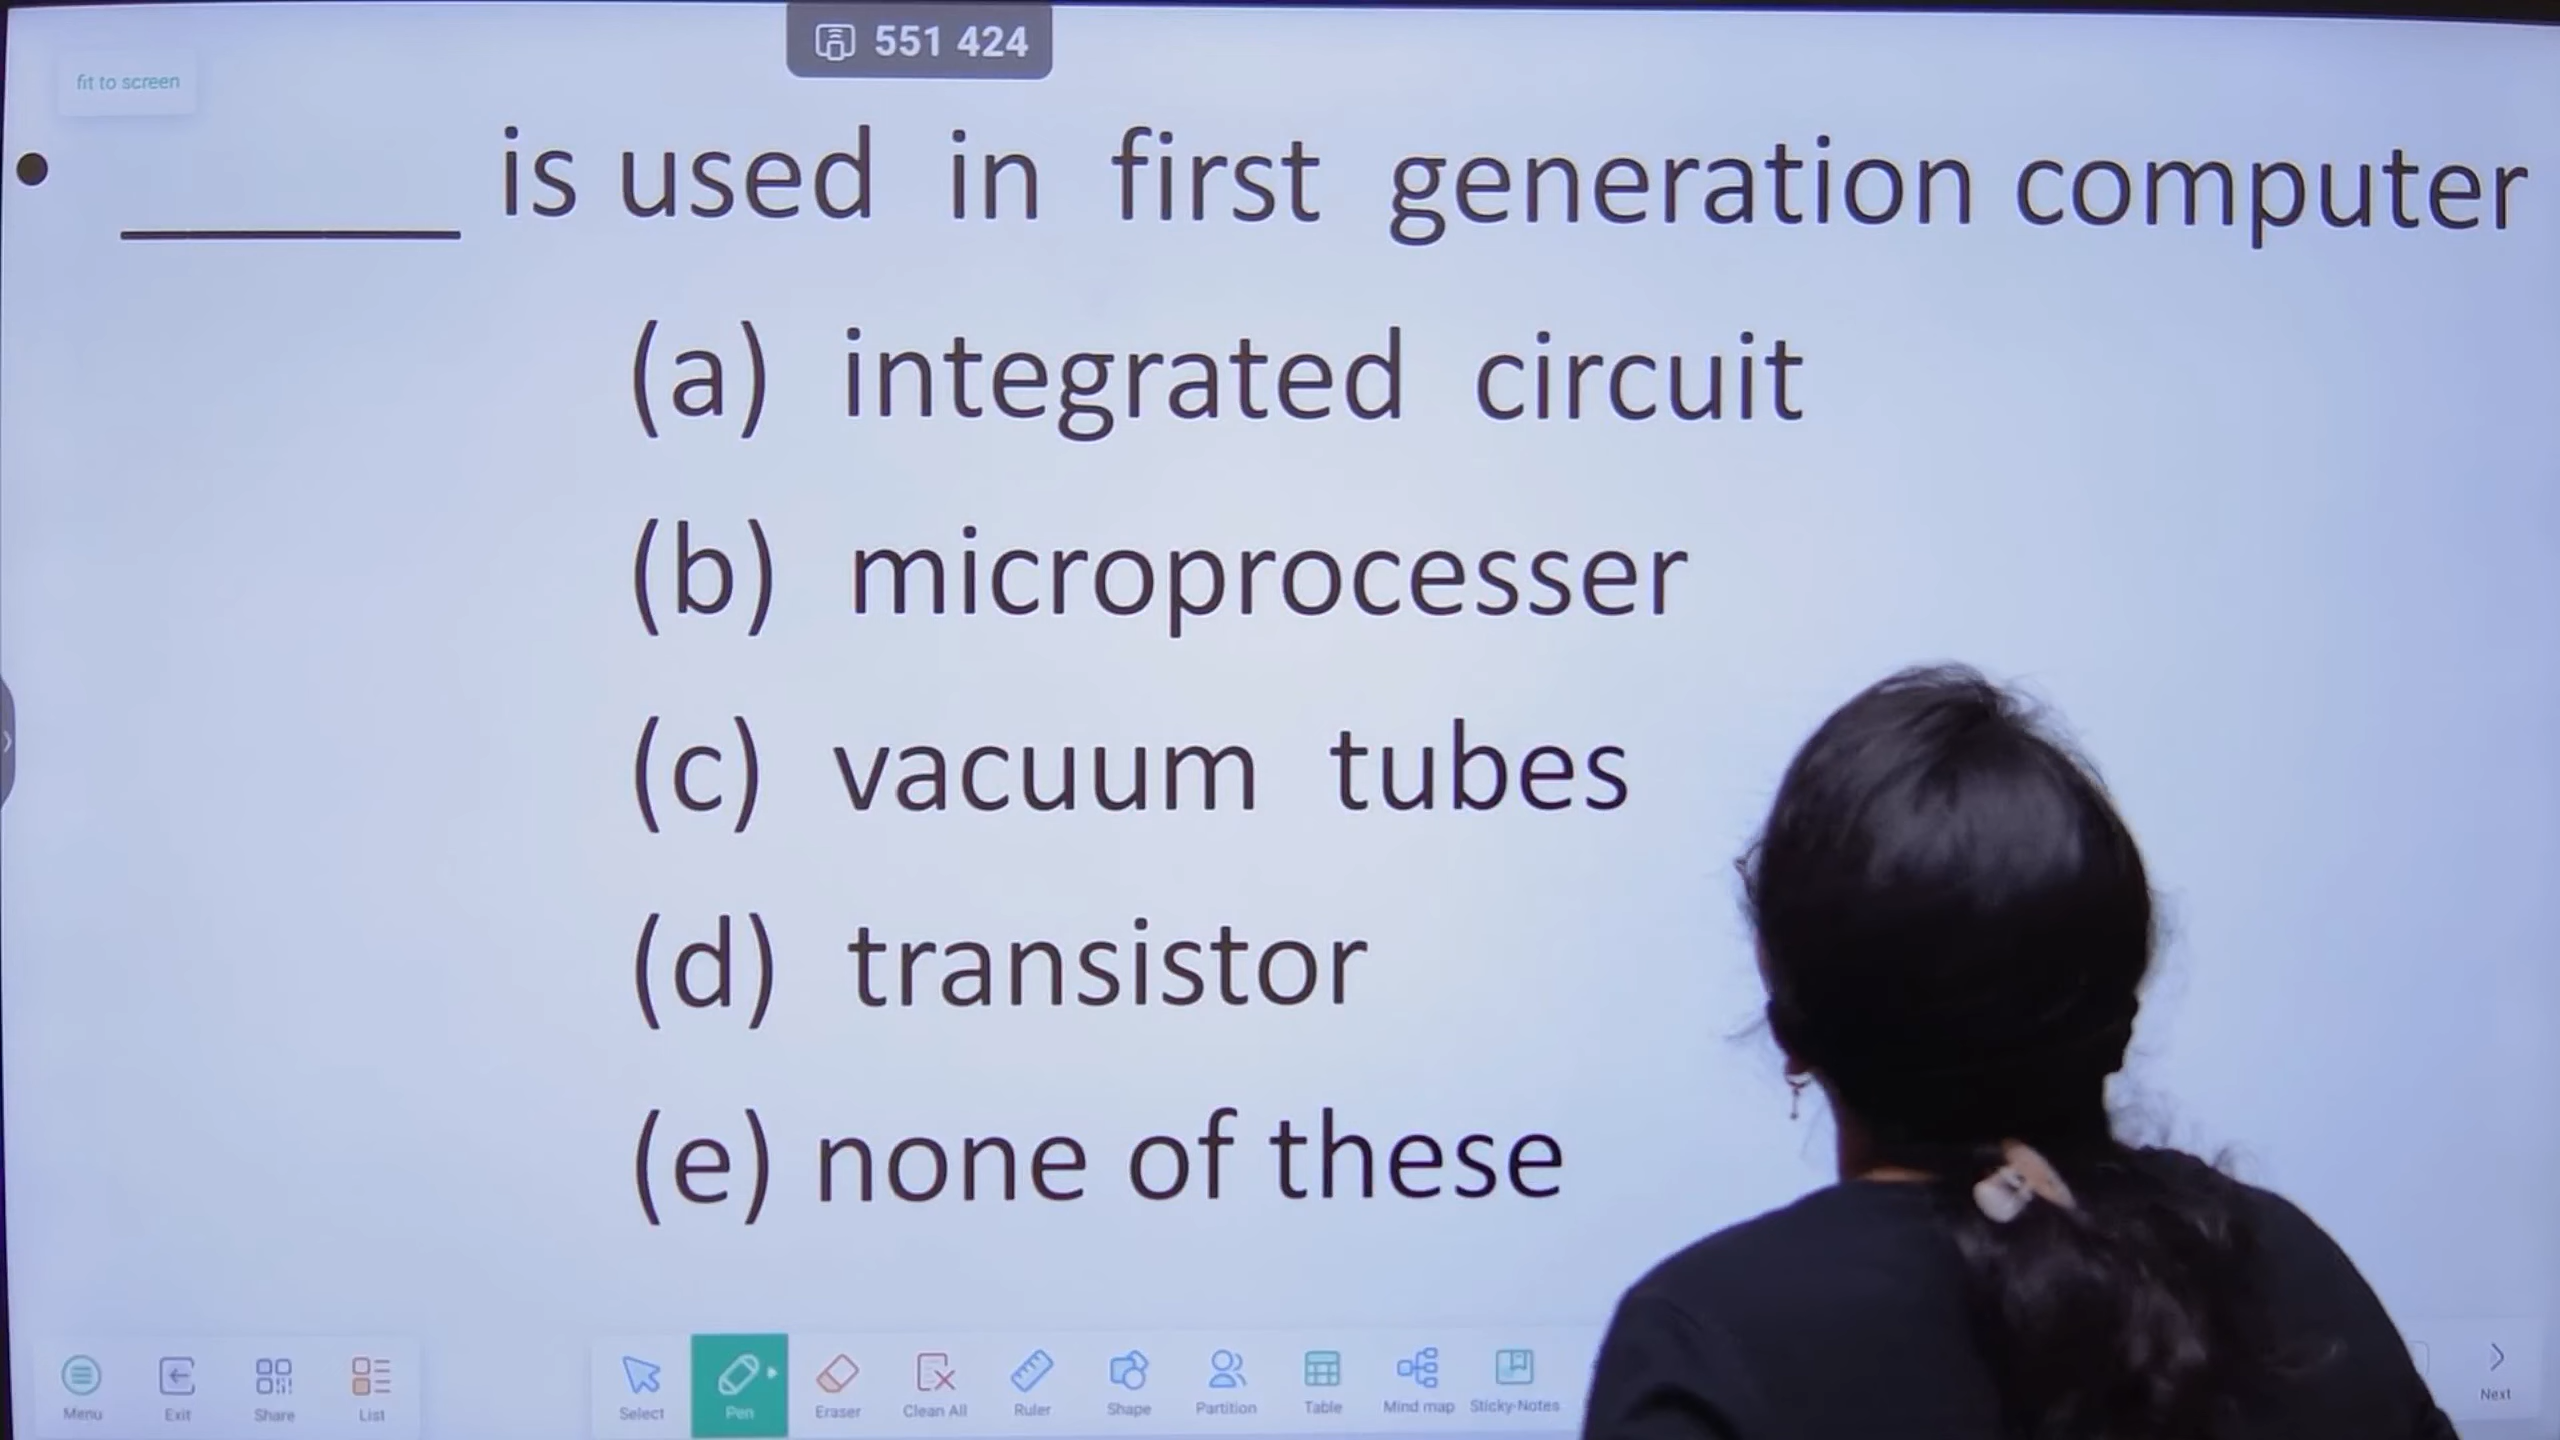 551 424
fit to screen
• ______ is used in first generation computer
(a) integrated circuit
(b) microprocesser
(c) vacuum tubes
(d) transistor
(e) none of these
Menu Exit Share List Select Pen Eraser Clean All Ruler Shape Partition Table Mind map Sticky-Notes Next